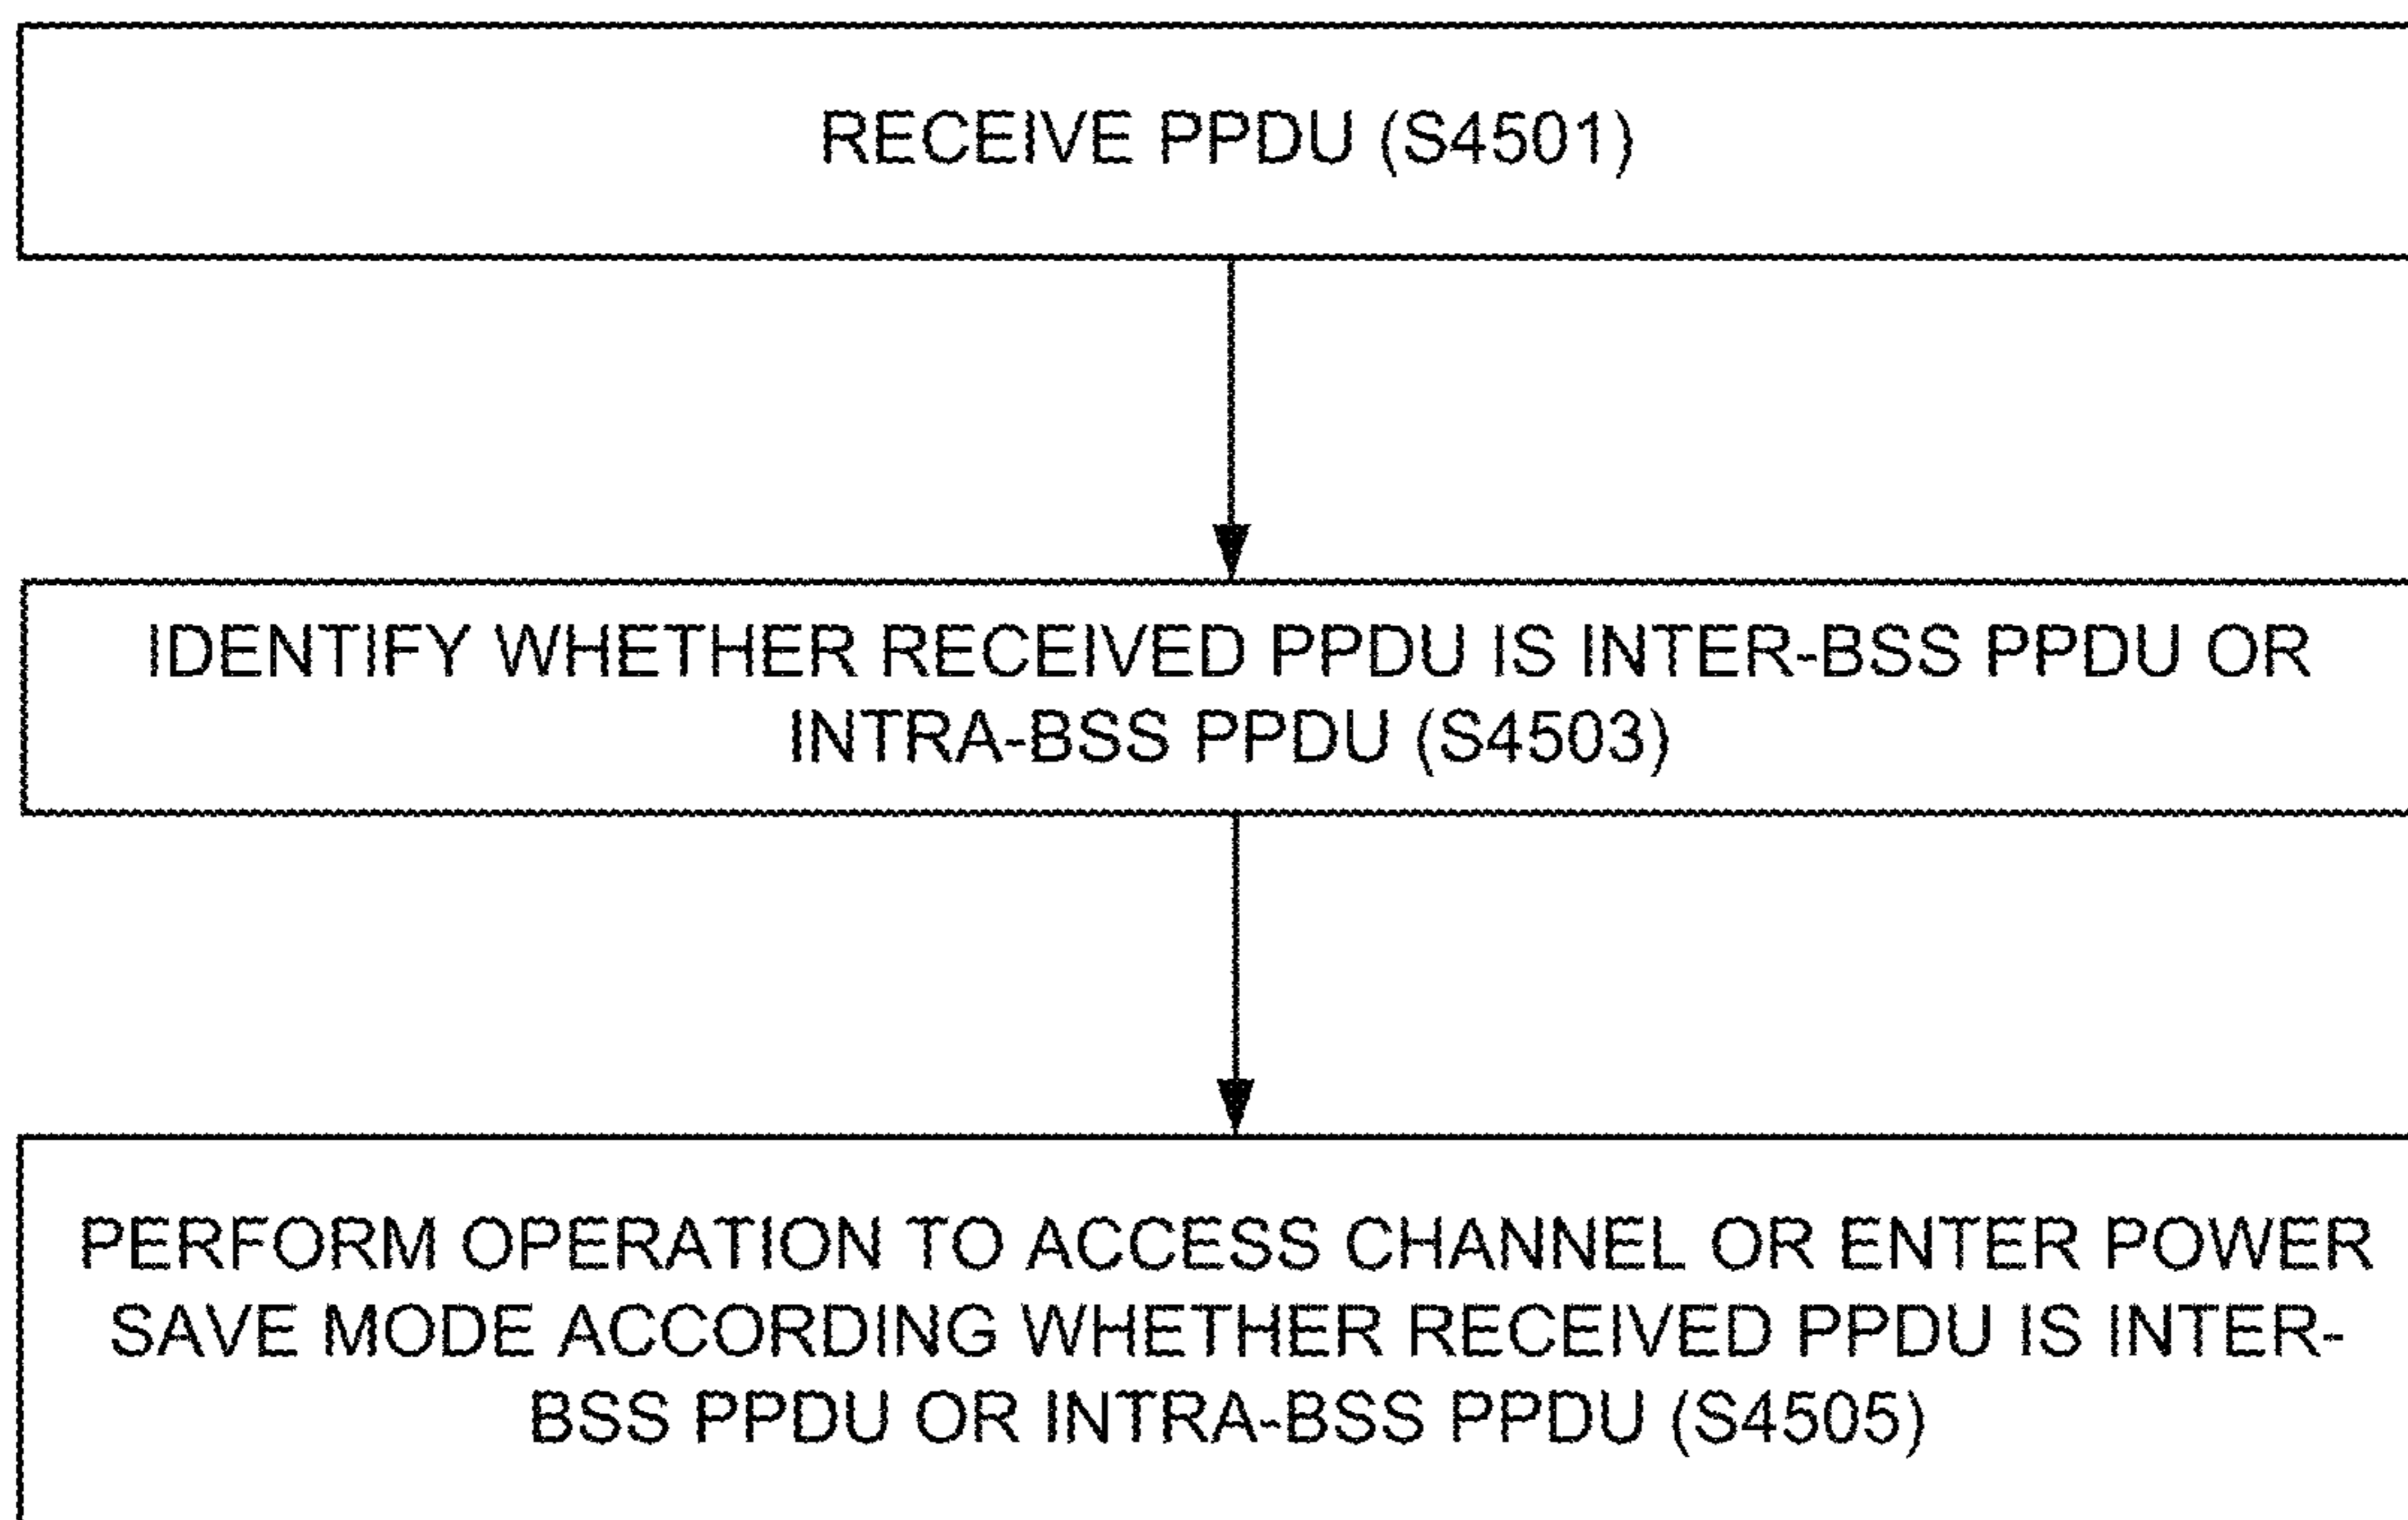 RECEIVE PPDU (S4501)
IDENTIFY WHETHER RECEIVED PPDU IS INTER-BSS PPDU OR
INTRA-BSS PPDU (S4503)
PERFORM OPERATION TO ACCESS CHANNEL OR ENTER POWER
SAVE MODE ACCORDING WHETHER RECEIVED PPDU IS INTER-
BSS PPDU OR INTRA-BSS PPDU (S4505)